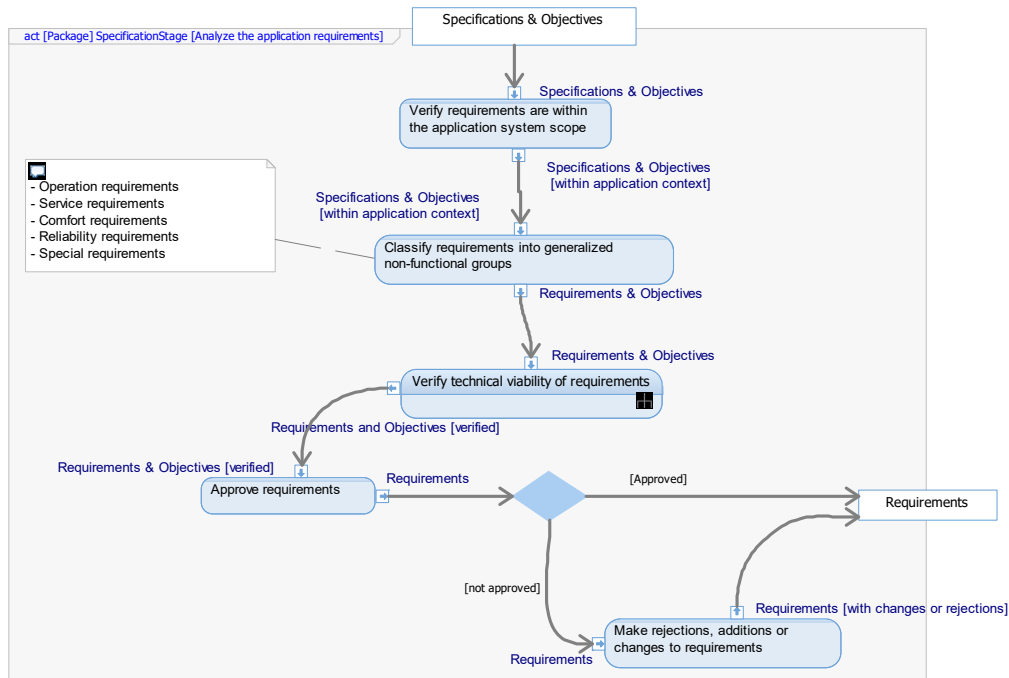 Specifications & Objectives
act [Package] SpecificationStage [Analyze the application requirements]
Specifications & Objectives
Verify requirements are within
the application system scope
Specifications & Objectives
[within application context]
- Operation requirements
- Service requirements
- Comfort requirements
- Reliability requirements
- Special requirements
Specifications & Objectives
[within application context]
Classify requirements into generalized
non-functional groups
Requirements & Objectives
Requirements & Objectives
Verify technical viability of requirements
Requirements and Objectives [verified]
Requirements & Objectives [verified]
Approve requirements
Requirements
[Approved]
Requirements
[not approved]
Requirements [with changes or rejections]
Make rejections, additions or
changes to requirements
Requirements